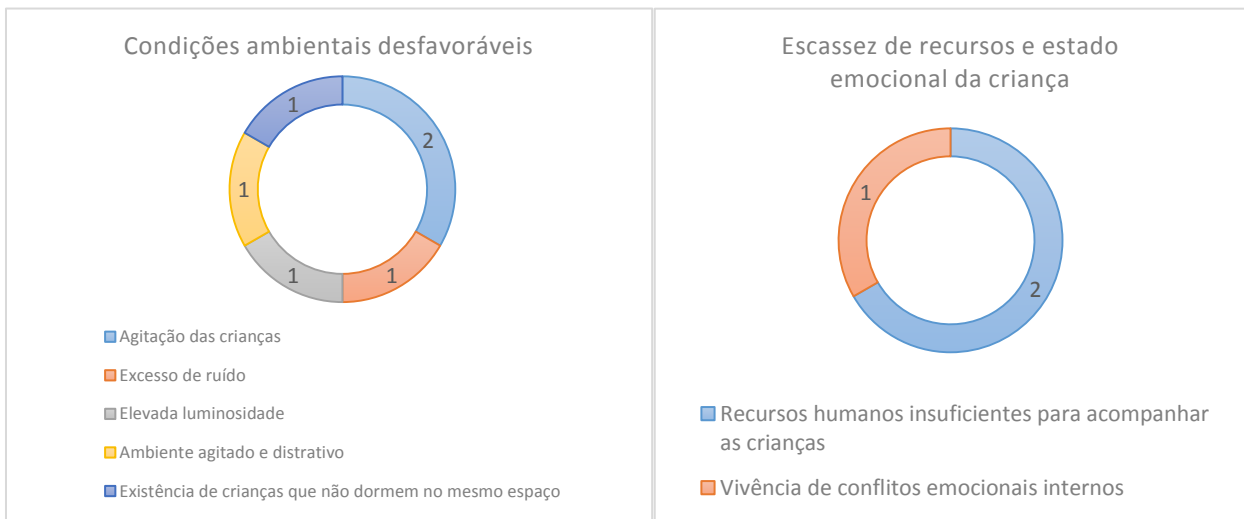 Condições ambientais desfavoráveis
1
2
1
1
1
Agitação das crianças
Excesso de ruído
Elevada luminosidade
Ambiente agitado e distrativo
Existência de crianças que não dormem no mesmo espaço
Escassez de recursos e estado
emocional da criança
1
2
Recursos humanos insuficientes para acompanhar
as crianças
Vivência de conflitos emocionais internos